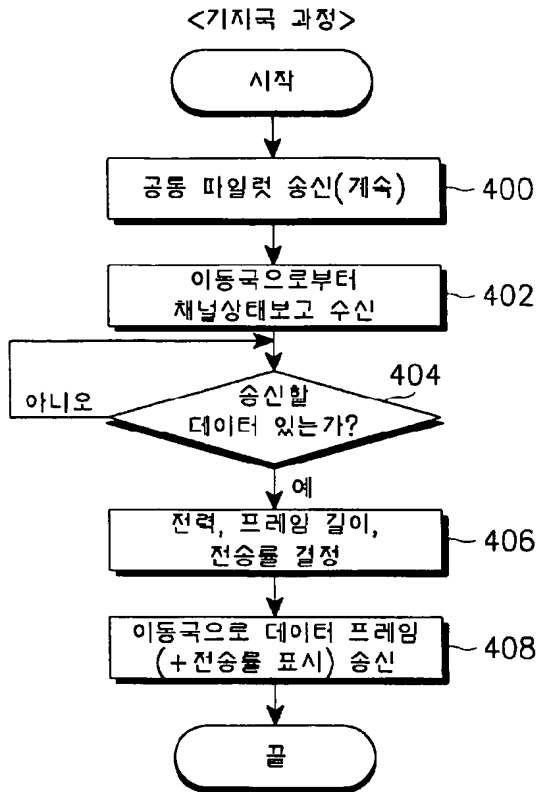 <기지국 과정>
시작
공통 파일럿 송신(계속)
400
이동국으로부터
채널상태보고 수신
402
404
송신할
데이터 있는가?
아니오
예
전력, 프레임 길이,
전송률 결정
406
이동국으로 데이터 프레임
(+전송률 표시) 송신
408
끝